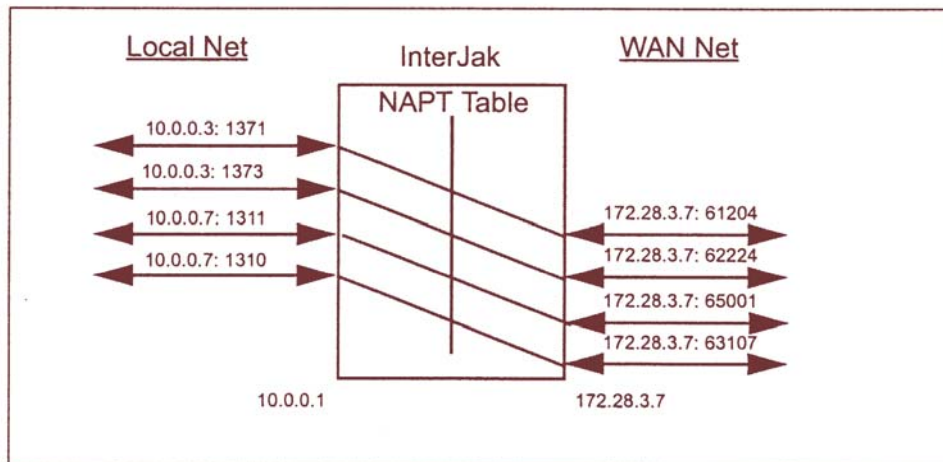 Local Net
InterJak
WAN Net
NAPT Table
10.0.0.3: 1371
10.0.0.3: 1373
10.0.0.7: 1311
10.0.0.7: 1310
172.28.3.7: 61204
172.28.3.7: 62224
172.28.3.7: 65001
172.28.3.7: 63107
10.0.0.1
172.28.3.7